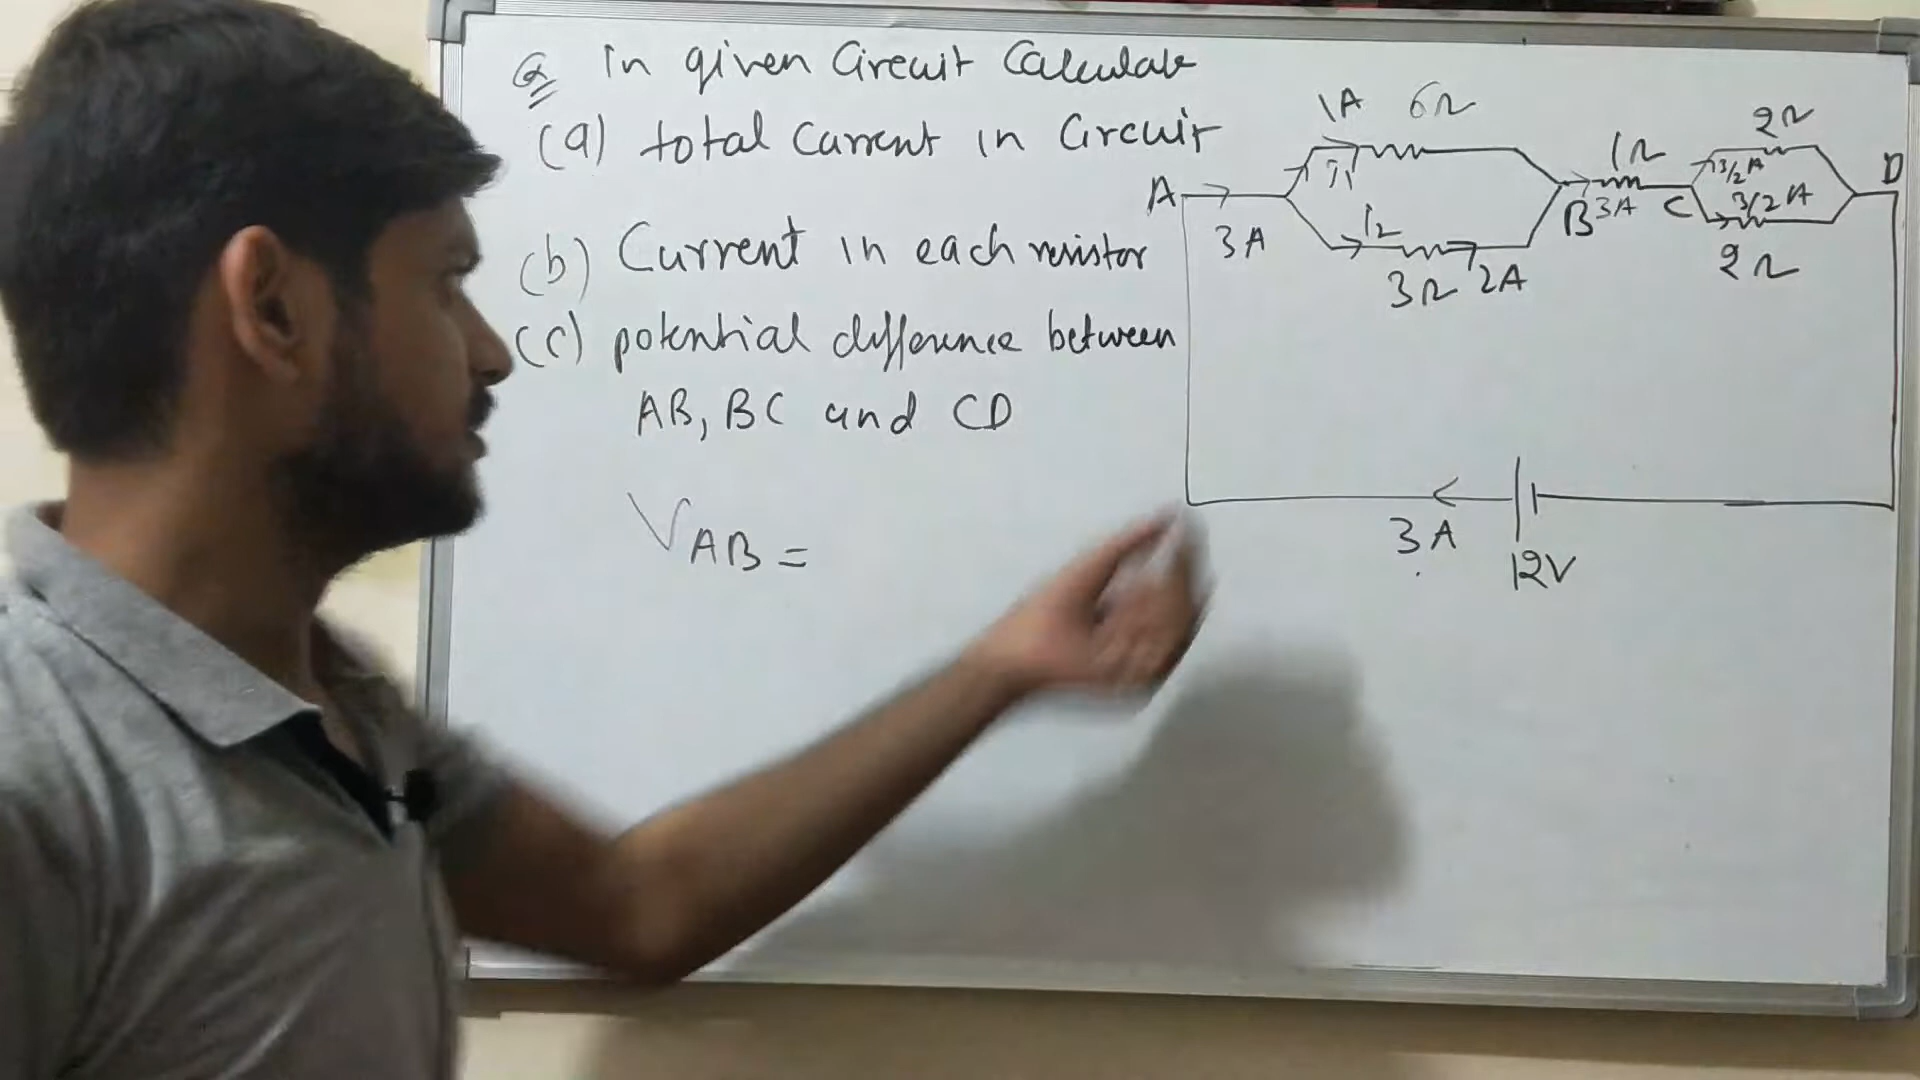 Q in given Circuit Calculate
(a) total Current in Circuit
(b) Current in each resistor
(c) potential difference between
AB, BC and CD
V AB =
1A 6Ω
I1
A
3A
I2
3Ω 2A
B
1Ω
3A
C
2Ω
3/2 A
3/2 A
2Ω
D
3A
12V